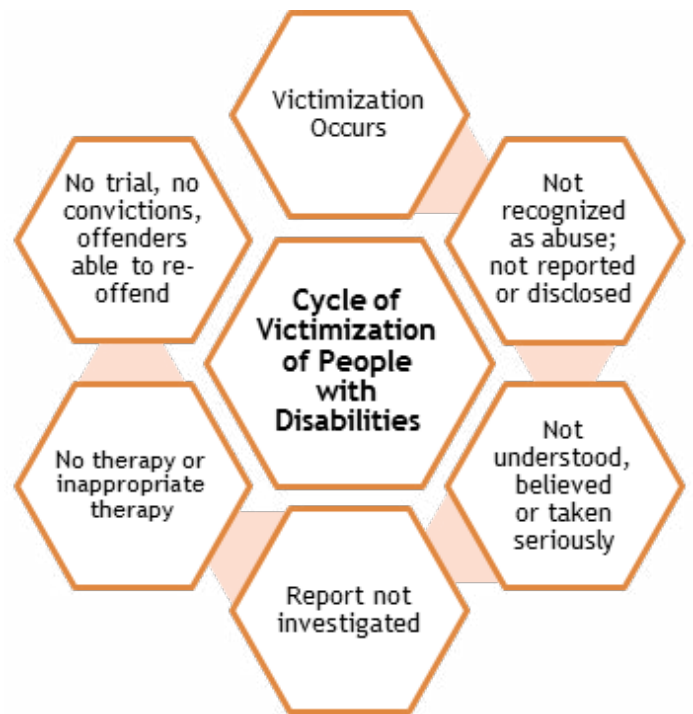 Victimization
Occurs
Not
recognized
as abuse;
not reported
or disclosed
Not
understood,
believed
or taken
seriously
Report not
investigated
No therapy or
inappropriate
therapy
No trial, no
convictions,
offenders
able to re-
offend
Cycle of
Victimization
of People
with
Disabilities